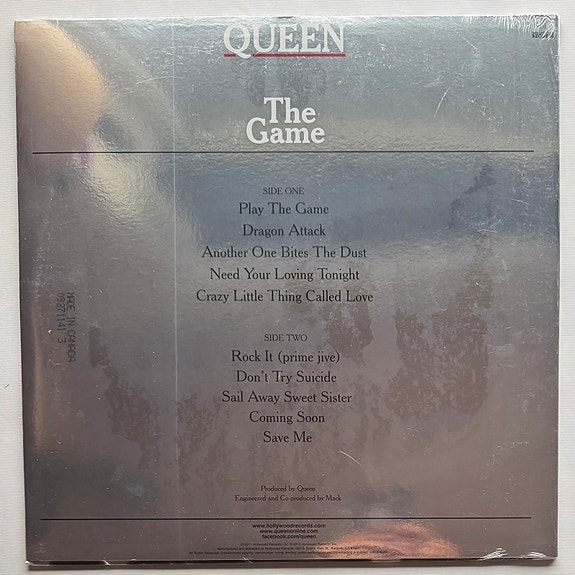 QUEEN
The
Game
SIDE ONE
Play The Game
Dragon Attack
Another One Bites The Dust
Need Your Loving Tonight
Crazy Little Thing Called Love
MADE IN CANADA
SIDE TWO
Rock It (prime jive)
Don't Try Suicide
Sail Away Sweet Sister
Coming Soon
Save Me
Produced by Queen
Engineered and Co-produced by Mack
www.hollywoodrecords.com
www.queenonline.com
facebook.com/queen